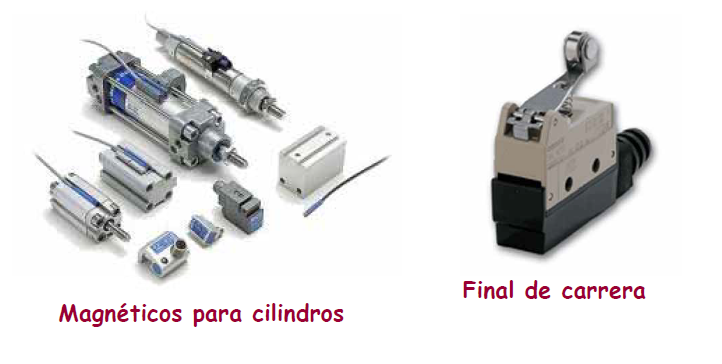 Magnéticos para cilindros
Final de carrera